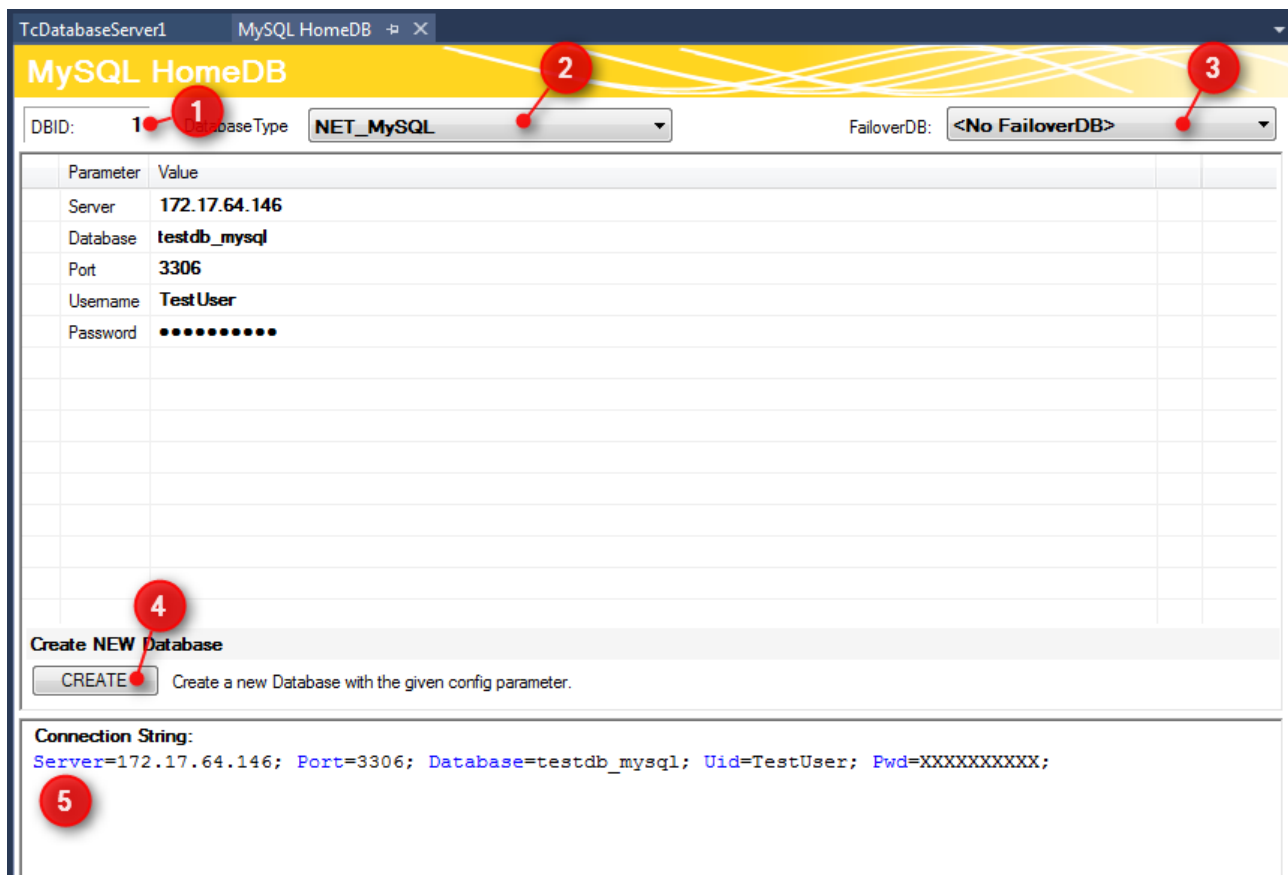 TcDatabaseServer1 MySQL HomeDB
MySQL HomeDB
2
3
1
DBID: 1 DatabaseType NET_MySQL FailoverDB: <No FailoverDB>
Parameter Value
Server 172.17.64.146
Database testdb_mysql
Port 3306
Username TestUser
Password ●●●●●●●●●●
4
Create NEW Database
CREATE Create a new Database with the given config parameter.
Connection String:
Server=172.17.64.146; Port=3306; Database=testdb_mysql; Uid=TestUser; Pwd=XXXXXXXXXX;
5